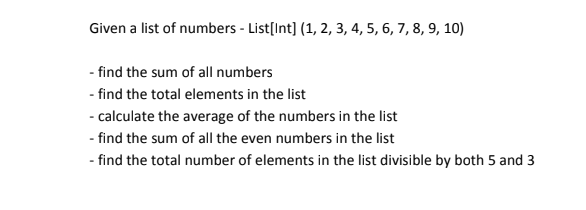 Given a list of numbers - List[Int] (1, 2, 3, 4, 5, 6, 7, 8, 9, 10)
- find the sum of all numbers
- find the total elements in the list
- calculate the average of the numbers in the list
- find the sum of all the even numbers in the list
- find the total number of elements in the list divisible by both 5 and 3